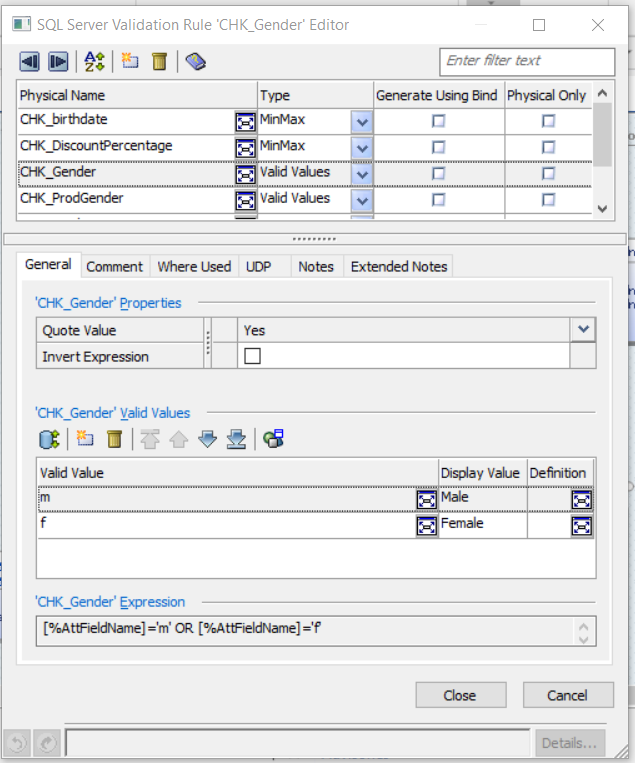 SQL Server Validation Rule 'CHK_Gender' Editor
Enter filter text
Physical Name Type Generate Using Bind Physical Only
CHK_birthdate MinMax
CHK_DiscountPercentage MinMax
CHK_Gender Valid Values
CHK_ProdGender Valid Values
General Comment Where Used UDP Notes Extended Notes
'CHK_Gender' Properties
Quote Value Yes
Invert Expression
'CHK_Gender' Valid Values
Valid Value Display Value Definition
m Male
f Female
'CHK_Gender' Expression
[%AttFieldName]='m' OR [%AttFieldName]='f'
Close Cancel
Details...